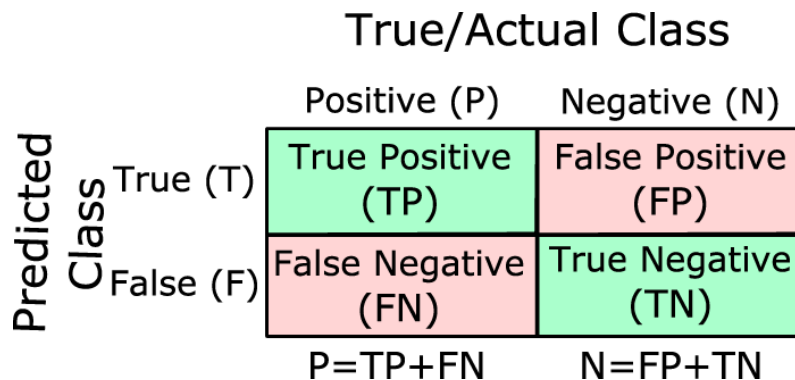 True/Actual Class
Positive (P) Negative (N)
Predicted
Class
True (T)
True Positive
(TP)
False Positive
(FP)
False (F)
False Negative
(FN)
True Negative
(TN)
P=TP+FN N=FP+TN